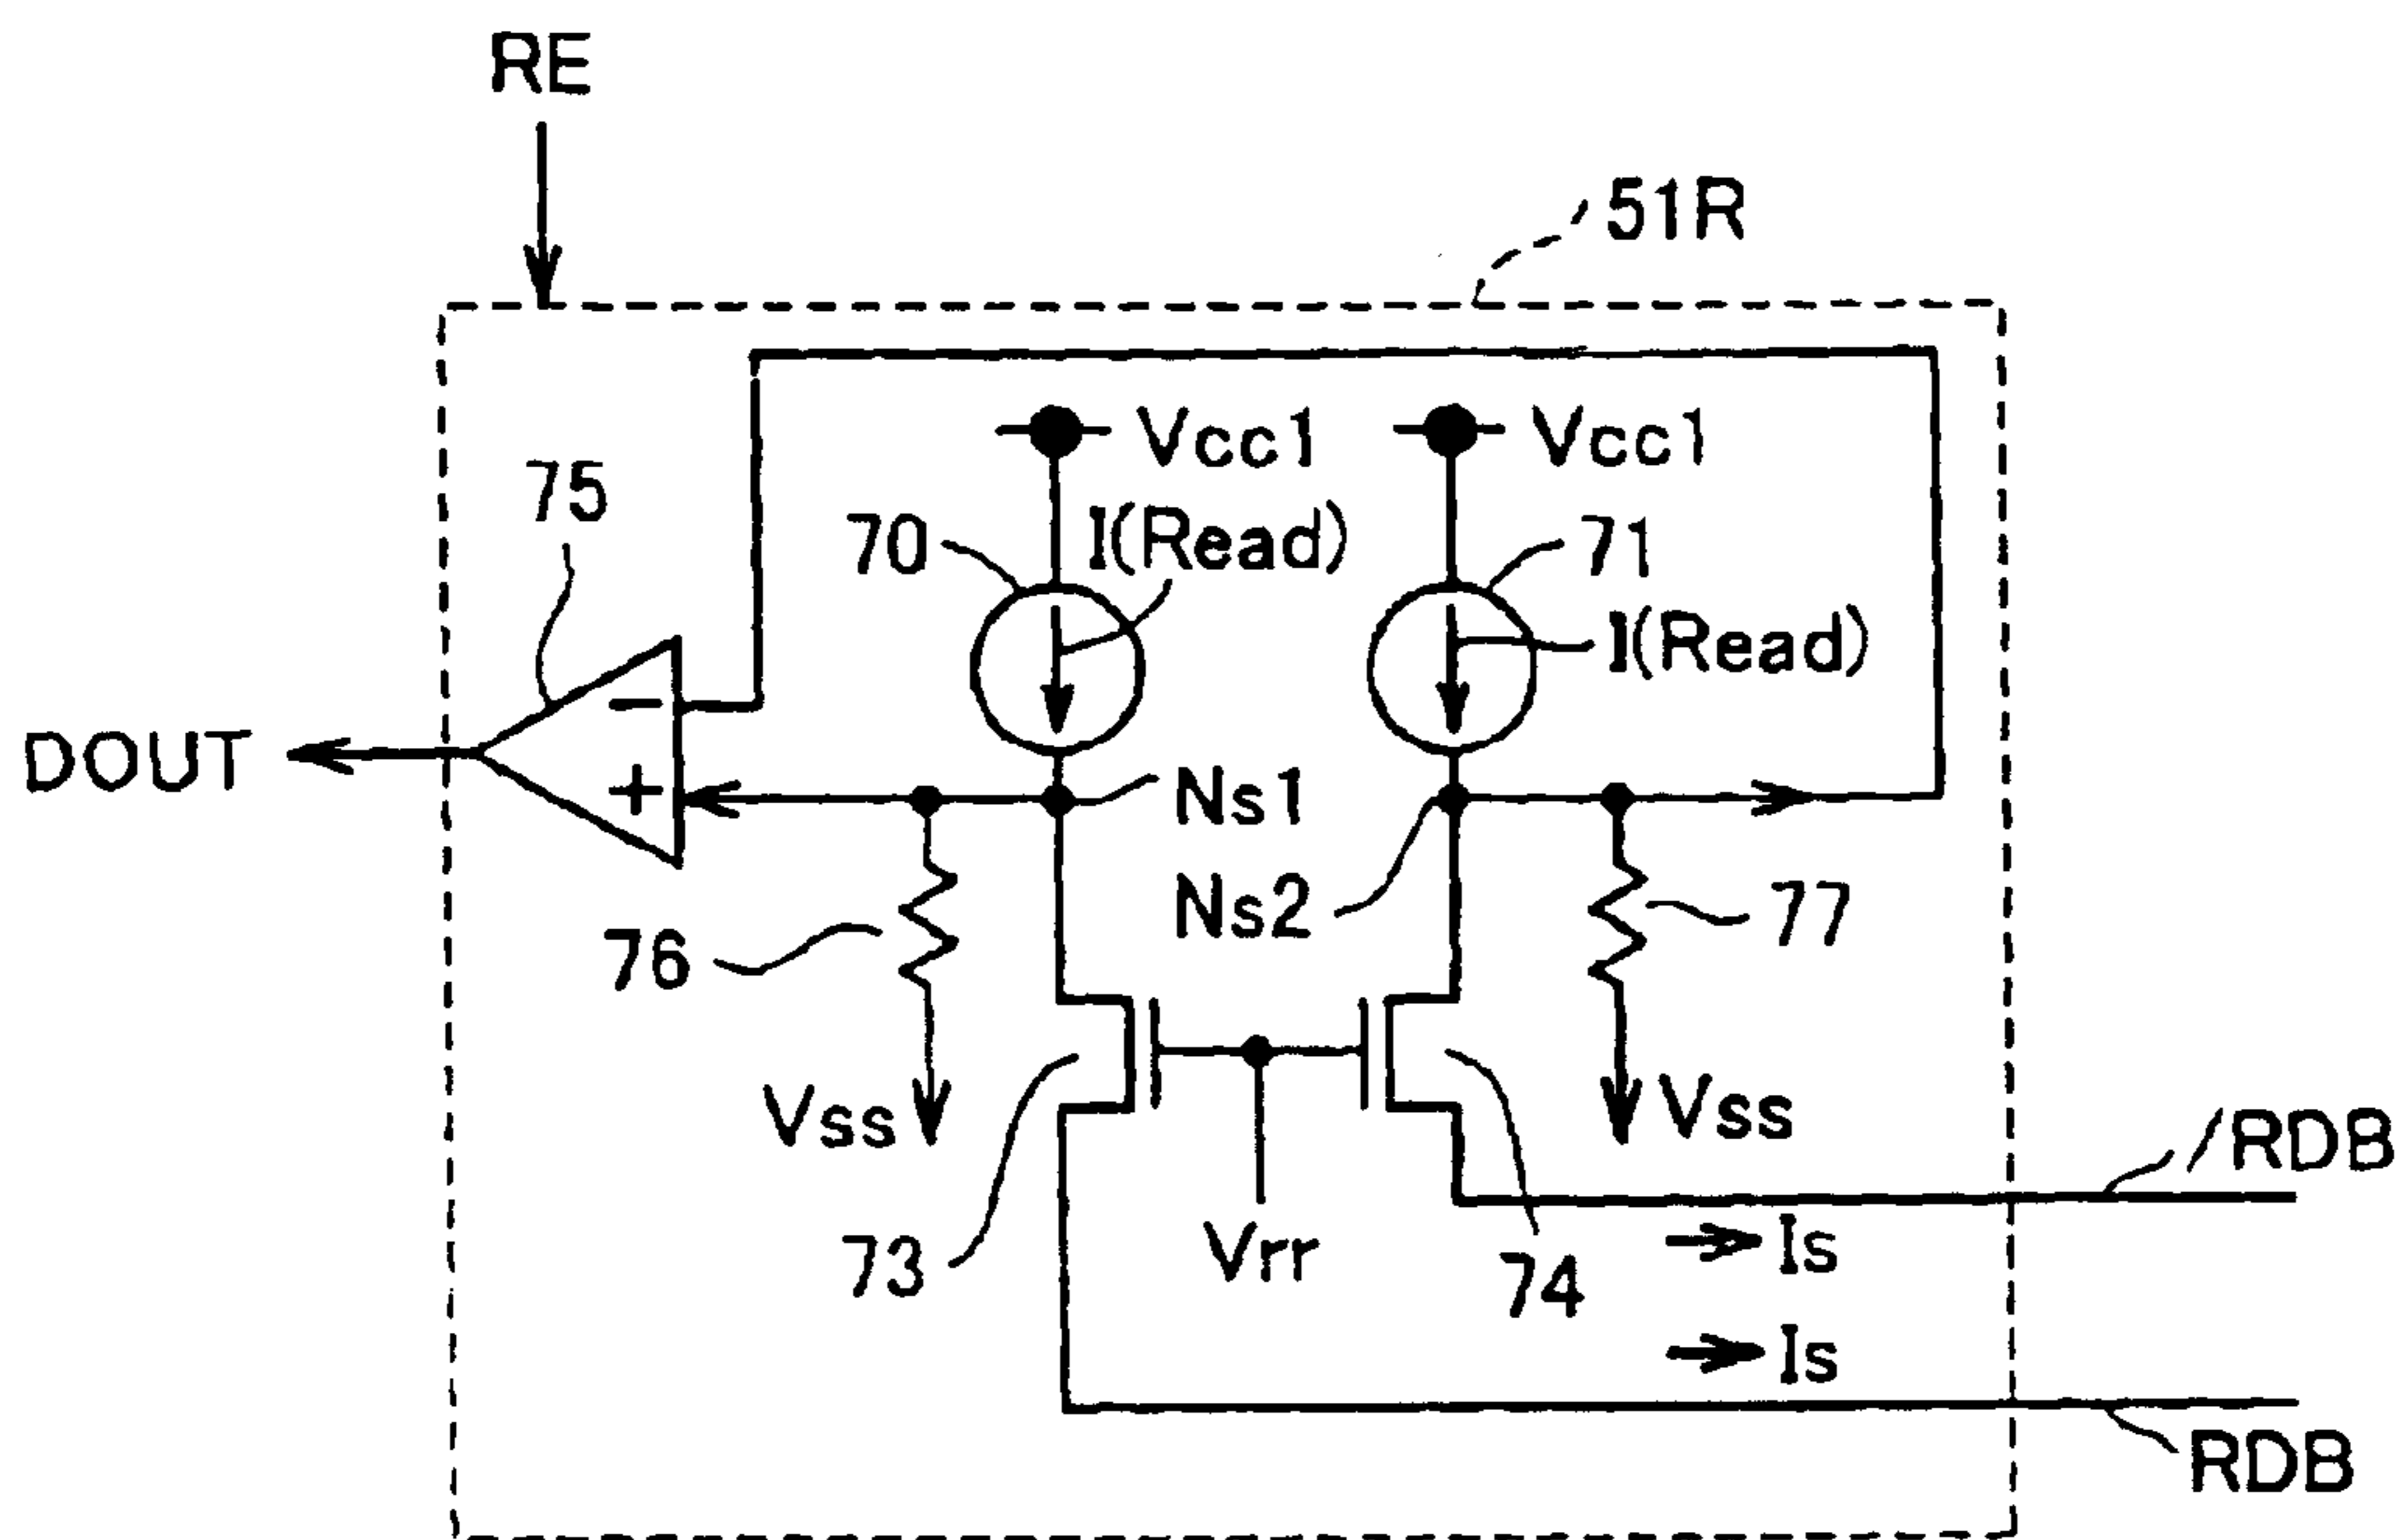 RE
51R
Vcc1
Vcc1
75
70
I(Read)
71
I(Read)
−
DOUT
+
Ns1
Ns2
77
76
Vss
Vss
/RDB
73
Vrr
74
Is
Is
RDB